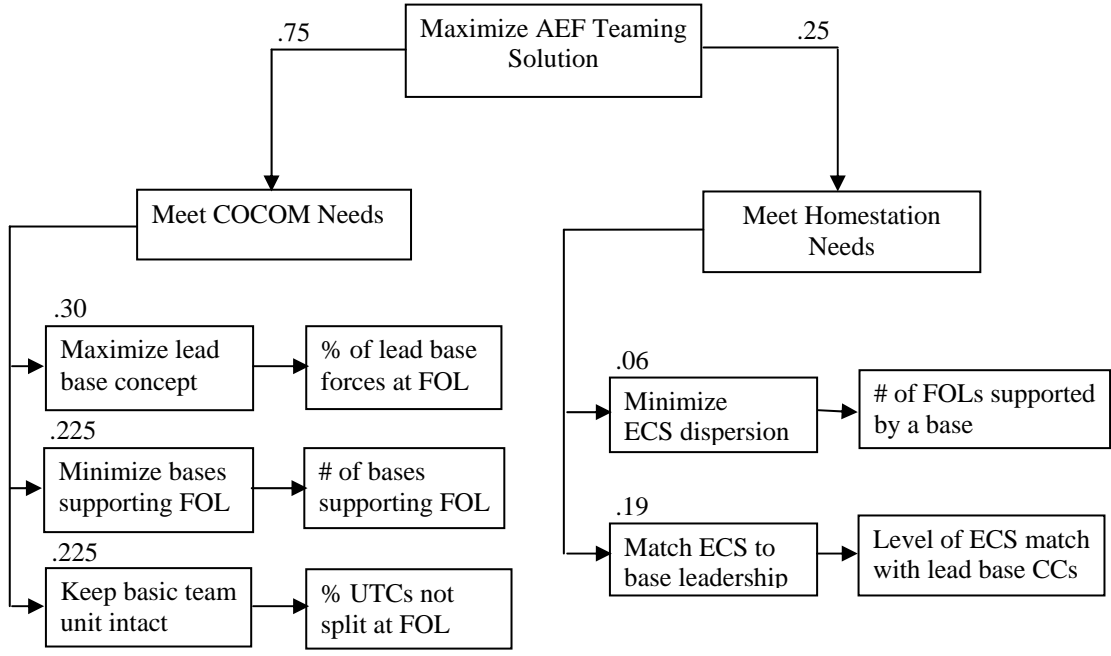 .75
Maximize AEF Teaming
Solution
.25
Meet COCOM Needs
Meet Homestation
Needs
.30
Maximize lead
base concept
% of lead base
forces at FOL
.225
Minimize bases
supporting FOL
# of bases
supporting FOL
.225
Keep basic team
unit intact
% UTCs not
split at FOL
.06
Minimize
ECS dispersion
# of FOLs supported
by a base
.19
Match ECS to
base leadership
Level of ECS match
with lead base CCs